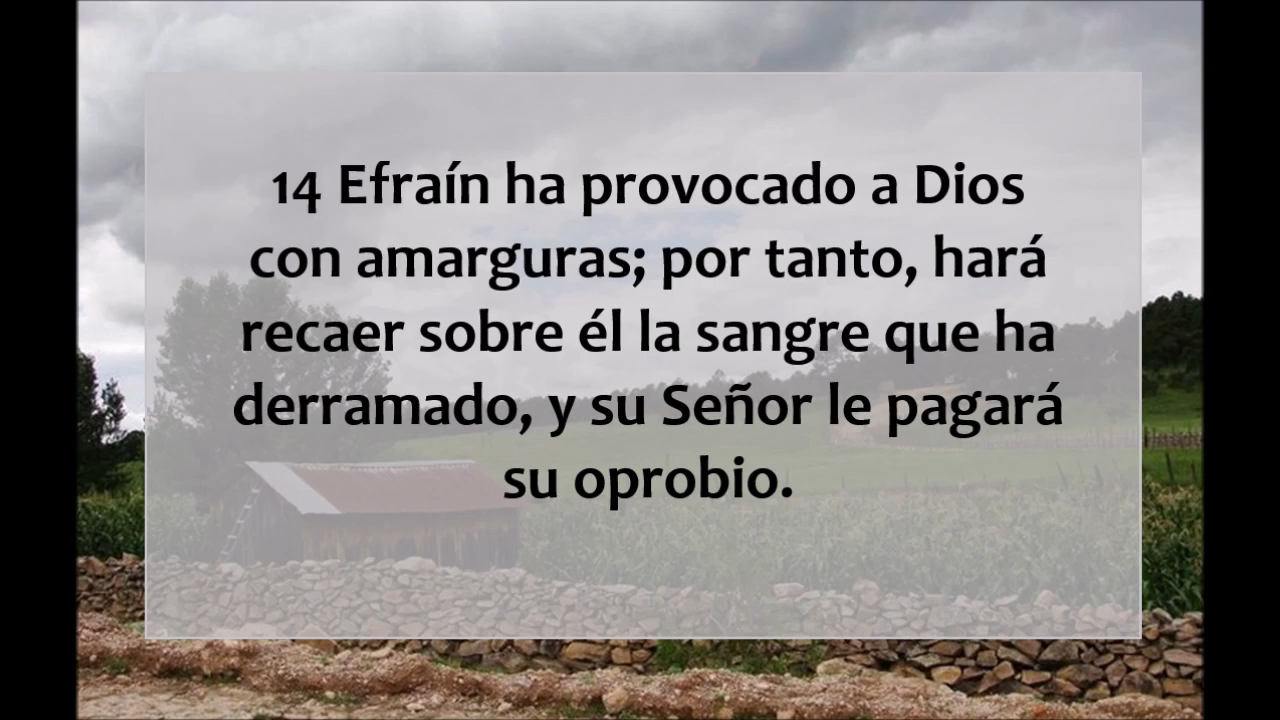 14 Efraín ha provocado a Dios
con amarguras; por tanto, hará
recaer sobre él la sangre que ha
derramado, y su Señor le pagará
su oprobio.